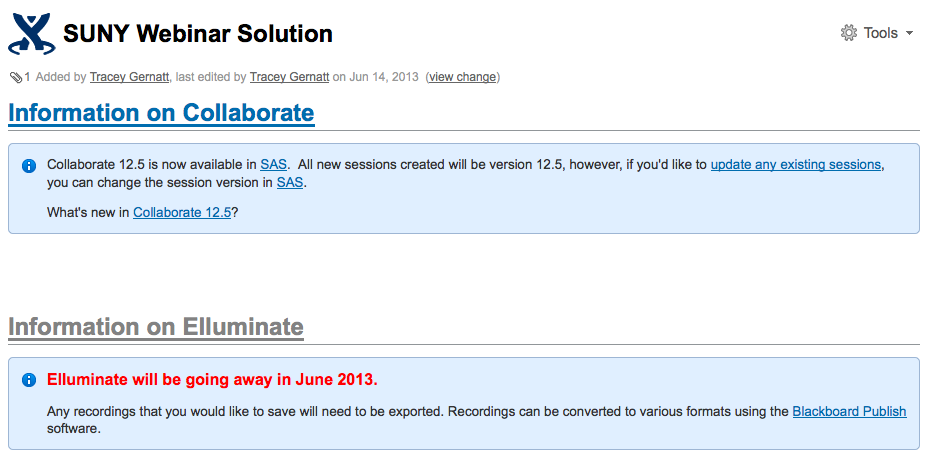 SUNY Webinar Solution
Tools
1 Added by Tracey Gernatt, last edited by Tracey Gernatt on Jun 14, 2013 (view change)
Information on Collaborate
Collaborate 12.5 is now available in SAS. All new sessions created will be version 12.5, however, if you'd like to update any existing sessions,
you can change the session version in SAS.
What's new in Collaborate 12.5?
Information on Elluminate
Elluminate will be going away in June 2013.
Any recordings that you would like to save will need to be exported. Recordings can be converted to various formats using the Blackboard Publish
software.